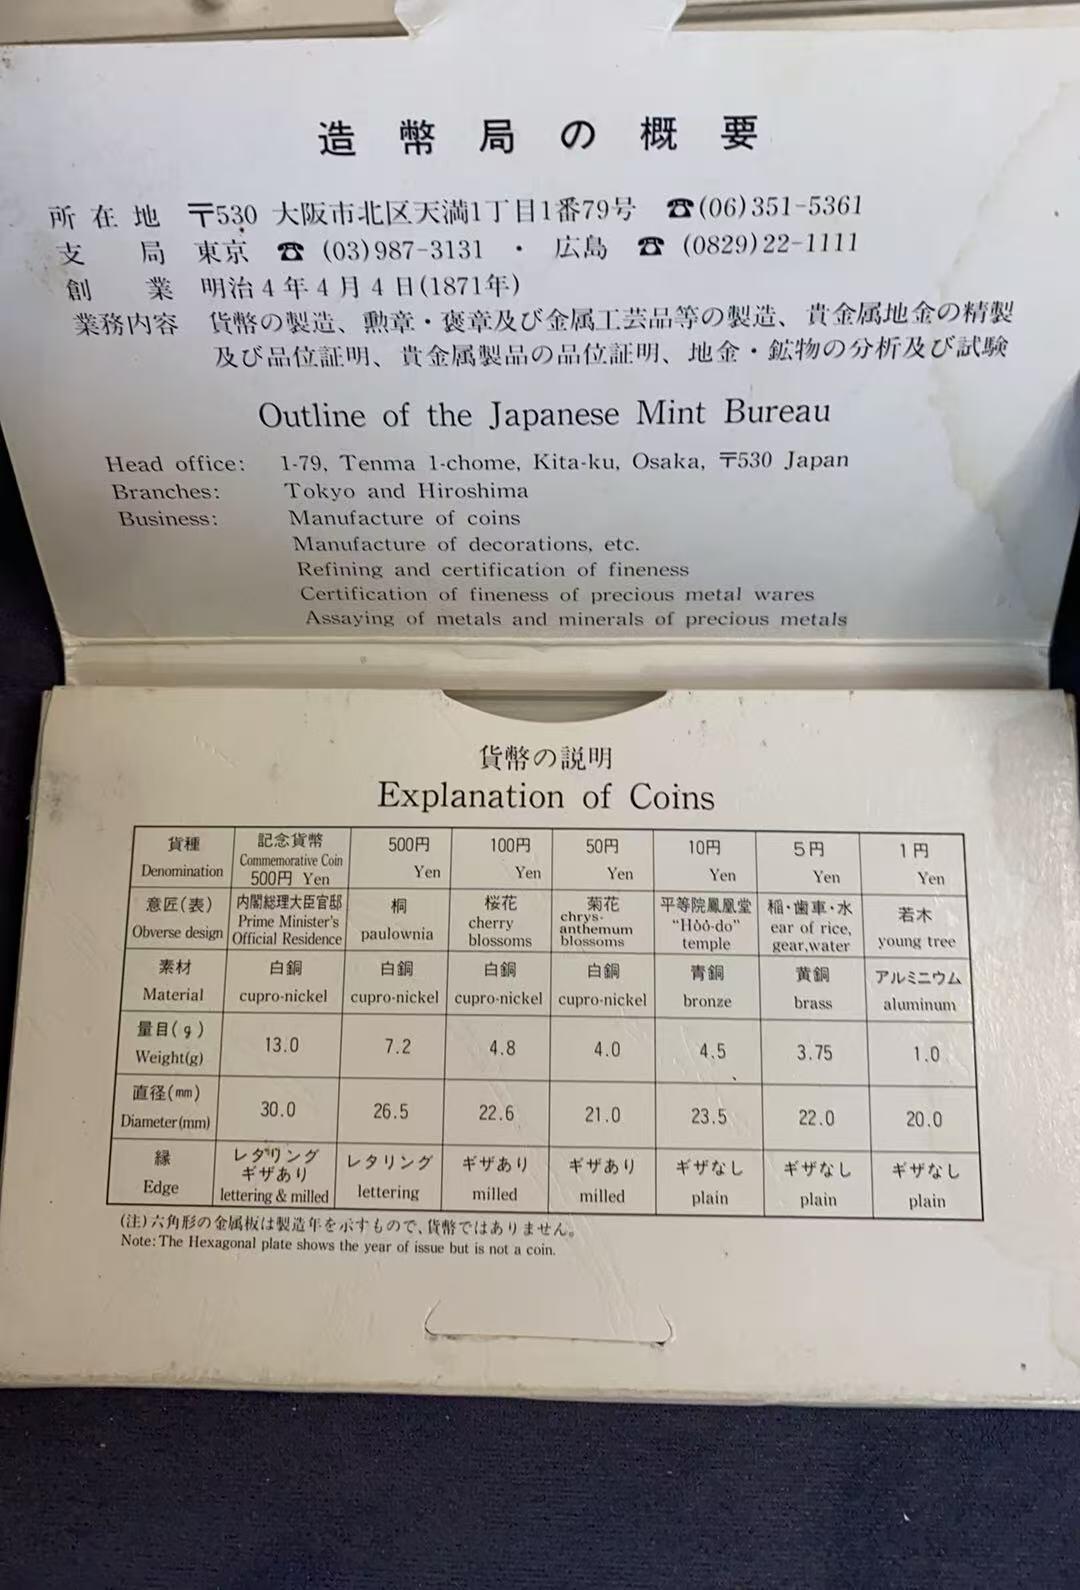 造幣局の概要
所在地 〒530 大阪市北区天満1丁目1番79号 ☎(06)351-5361
支局 東京 ☎ (03)987-3131 ・ 広島 ☎ (0829)22-1111
創業 明治4年4月4日(1871年)
業務内容 貨幣の製造、勲章・褒章及び金属工芸品等の製造、貴金属地金の精製
及び品位証明、貴金属製品の品位証明、地金・鉱物の分析及び試験
Outline of the Japanese Mint Bureau
Head office: 1-79, Tenma 1-chome, Kita-ku, Osaka, 〒530 Japan
Branches: Tokyo and Hiroshima
Business: Manufacture of coins
Manufacture of decorations, etc.
Refining and certification of fineness
Certification of fineness of precious metal wares
Assaying of metals and minerals of precious metals
貨幣の説明
Explanation of Coins
貨種 記念貨幣 500円 100円 50円 10円 5円 1円
Denomination Commemorative Coin 500円 Yen Yen Yen Yen Yen Yen Yen
意匠(表) 内閣総理大臣官邸 桐 桜花 菊花 平等院鳳凰堂 稲・歯車・水 若木
Obverse design Prime Minister's Official Residence paulownia cherry blossoms chrys-anthemum blossoms "Hôô-do" temple ear of rice, gear,water young tree
素材 白銅 白銅 白銅 白銅 青銅 黄銅 アルミニウム
Material cupro-nickel cupro-nickel cupro-nickel cupro-nickel bronze brass aluminum
量目(g)
Weight(g) 13.0 7.2 4.8 4.0 4.5 3.75 1.0
直径(mm)
Diameter(mm) 30.0 26.5 22.6 21.0 23.5 22.0 20.0
縁 レタリング ギザあり レタリング ギザあり ギザあり ギザなし ギザなし ギザなし
Edge lettering & milled lettering milled milled plain plain plain
(注)六角形の金属板は製造年を示すもので、貨幣ではありません。
Note: The Hexagonal plate shows the year of issue but is not a coin.